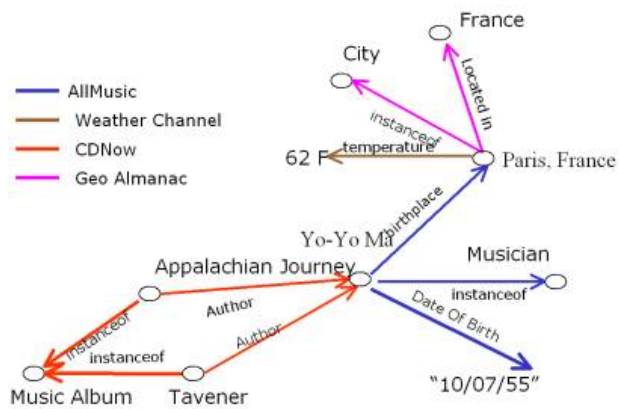 France
City
Located in
instanceof
AllMusic
Weather Channel
CDNow
Geo Almanac
62 F
temperature
Paris, France
birthplace
Yo-Yo Ma
Musician
Appalachian Journey
instanceof
Author
Date Of Birth
Author
instanceof
instanceof
"10/07/55"
Music Album
Tavener